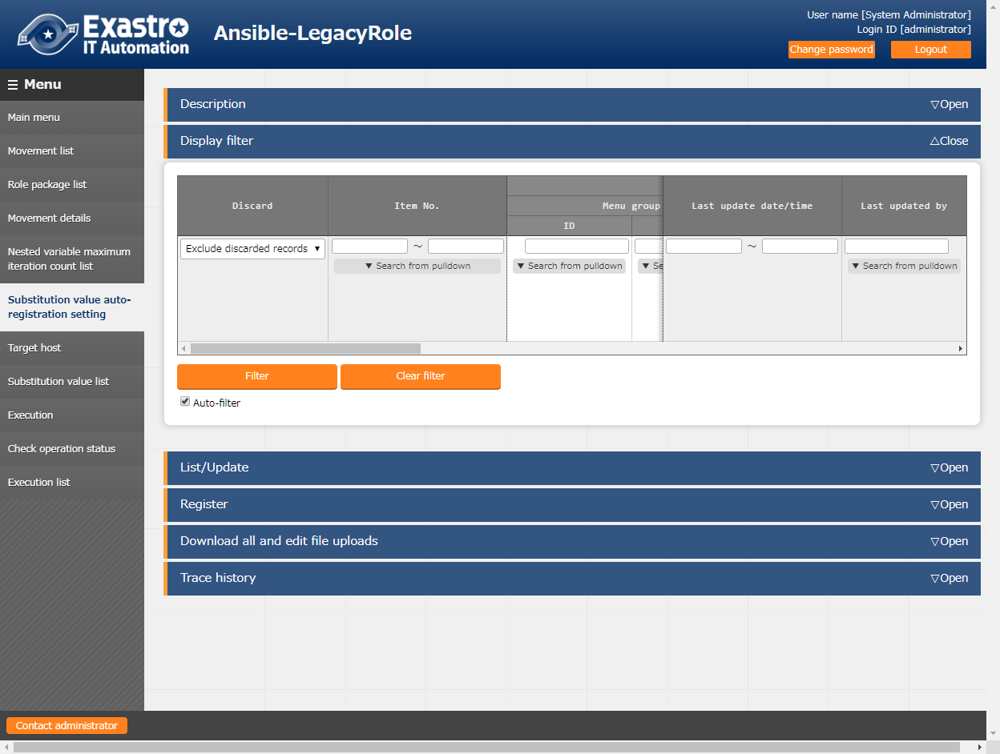 Exastro
IT Automation
Ansible-LegacyRole
User name [System Administrator]
Login ID [administrator]
Change password
Logout
☰ Menu
Main menu
Movement list
Role package list
Movement details
Nested variable maximum
iteration count list
Substitution value auto-
registration setting
Target host
Substitution value list
Execution
Check operation status
Execution list
Description
▽Open
Display filter
△Close
Discard
Item No.
Menu group
ID
Last update date/time
Last updated by
Exclude discarded records ▼
~
~
▼ Search from pulldown
▼ Search from pulldown
▼ Se
▼ Search from pulldown
Filter
Clear filter
Auto-filter
List/Update
▽Open
Register
▽Open
Download all and edit file uploads
▽Open
Trace history
▽Open
Contact administrator